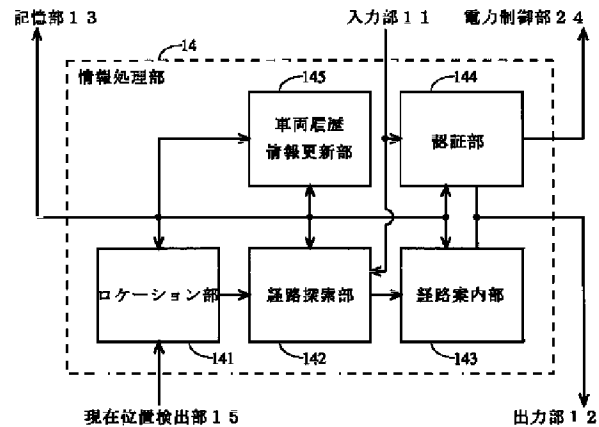 記憶部13
入力部11
電力制御部24
14
情報処理部
145
144
車両履歴
情報更新部
認証部
ロケーション部
経路探索部
経路案内部
141
142
143
現在位置検出部15
出力部12